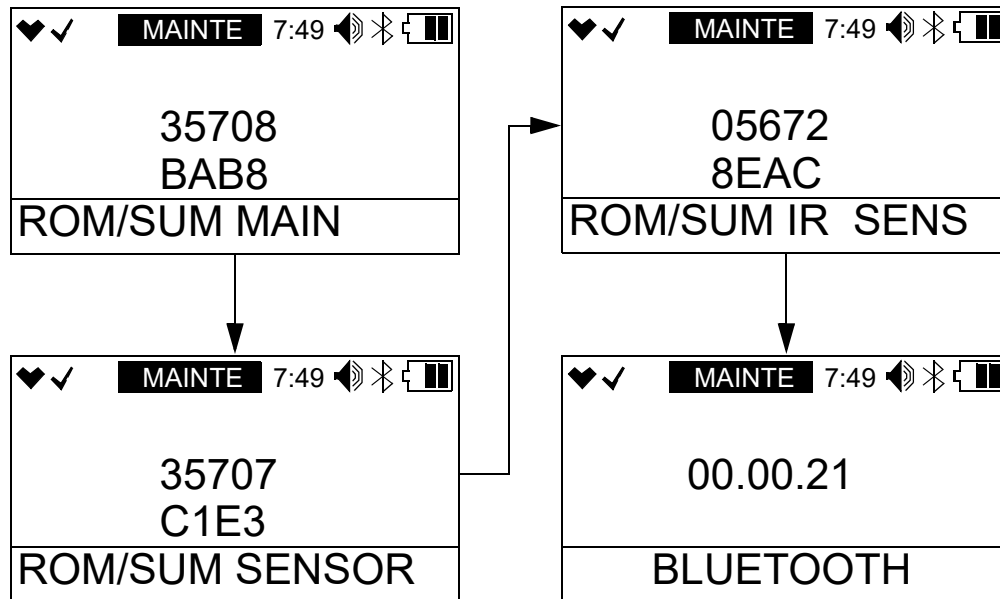 MAINTE 7:49
35708
BAB8
ROM/SUM MAIN
MAINTE 7:49
35707
C1E3
ROM/SUM SENSOR
MAINTE 7:49
05672
8EAC
ROM/SUM IR SENS
MAINTE 7:49
00.00.21
BLUETOOTH